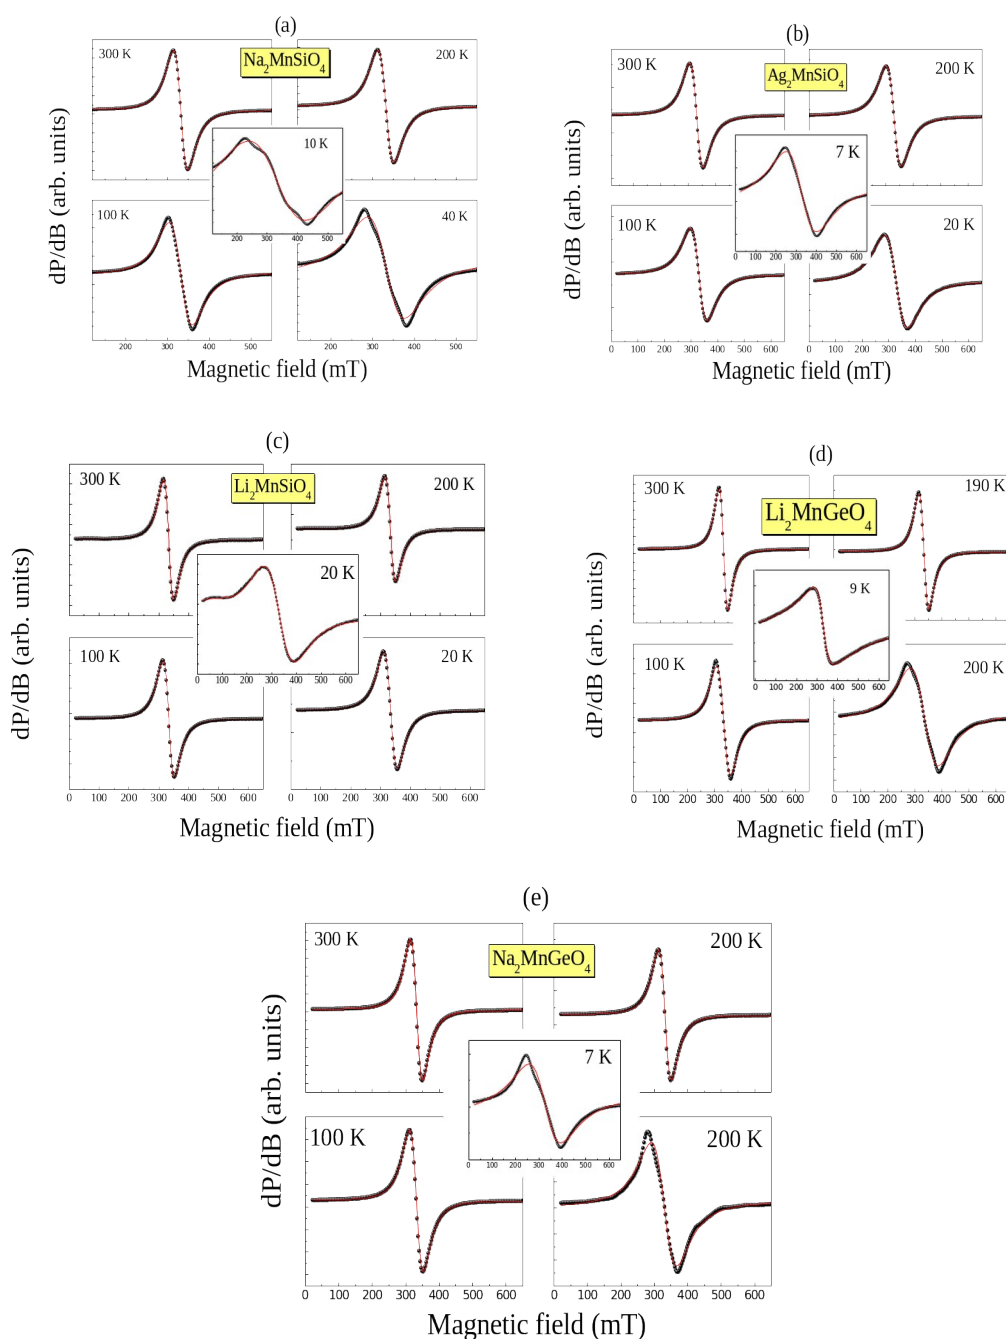 (a)
300 K
Na2MnSiO4
200 K
10 K
200 300 400 500
100 K
40 K
200 300 400 500
200 300 400 500
dP/dB (arb. units)
Magnetic field (mT)
(b)
300 K
Ag2MnSiO4
200 K
7 K
0 100 200 300 400 500 600
100 K
20 K
0 100 200 300 400 500 600
0 100 200 300 400 500 600
dP/dB (arb. units)
Magnetic field (mT)
(c)
300 K
Li2MnSiO4
200 K
20 K
0 100 200 300 400 500 600
100 K
20 K
0 100 200 300 400 500 600
0 100 200 300 400 500 600
dP/dB (arb. units)
Magnetic field (mT)
(d)
300 K
Li2MnGeO4
190 K
9 K
0 100 200 300 400 500 600
100 K
200 K
0 100 200 300 400 500 600
0 100 200 300 400 500 600
dP/dB (arb. units)
Magnetic field (mT)
(e)
300 K
Na2MnGeO4
200 K
7 K
0 100 200 300 400 500 600
100 K
200 K
0 100 200 300 400 500 600
0 100 200 300 400 500 600
dP/dB (arb. units)
Magnetic field (mT)